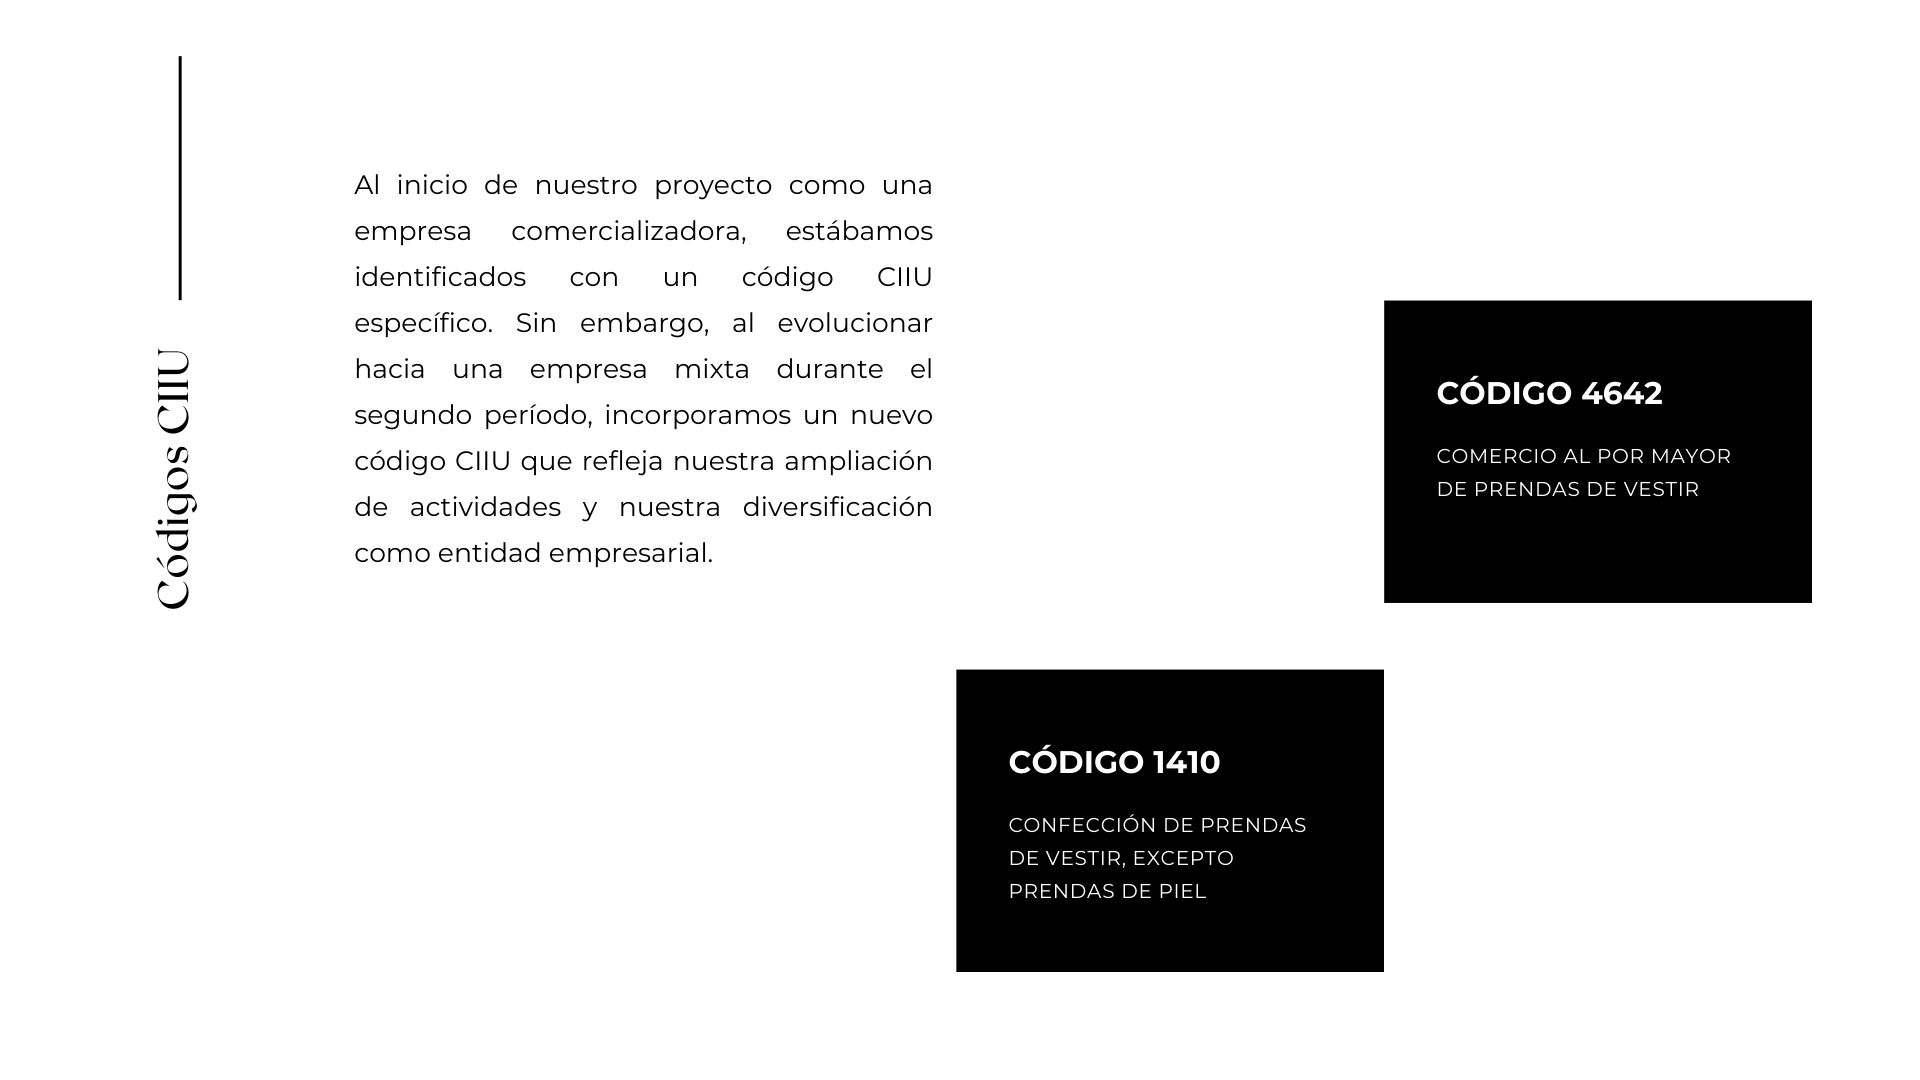 Códigos CIIU
Al inicio de nuestro proyecto como una
empresa comercializadora, estábamos
identificados con un código CIIU
específico. Sin embargo, al evolucionar
hacia una empresa mixta durante el
segundo período, incorporamos un nuevo
código CIIU que refleja nuestra ampliación
de actividades y nuestra diversificación
como entidad empresarial.
CÓDIGO 4642
COMERCIO AL POR MAYOR
DE PRENDAS DE VESTIR
CÓDIGO 1410
CONFECCIÓN DE PRENDAS
DE VESTIR, EXCEPTO
PRENDAS DE PIEL